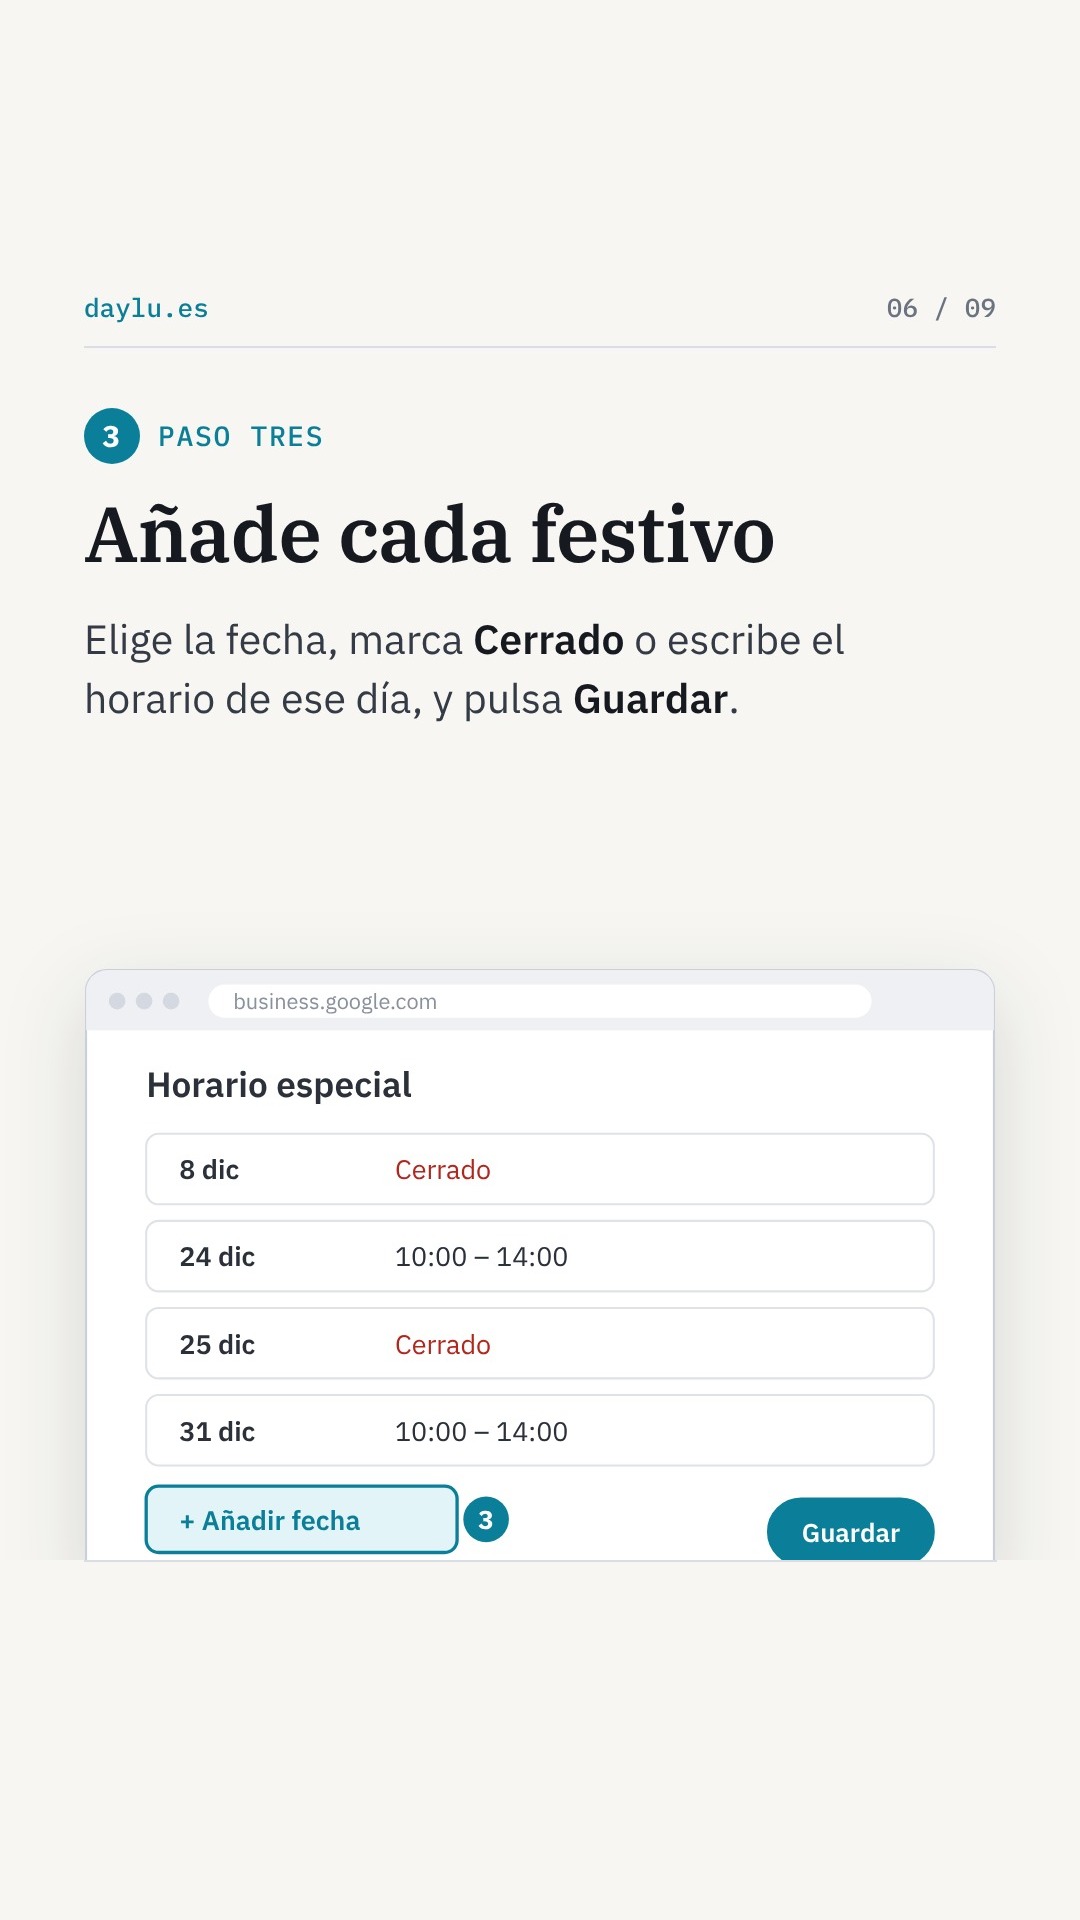 daylu.es
06 / 09
3 PASO TRES
Añade cada festivo
Elige la fecha, marca Cerrado o escribe el
horario de ese día, y pulsa Guardar.
business.google.com
Horario especial
8 dic Cerrado
24 dic 10:00 – 14:00
25 dic Cerrado
31 dic 10:00 – 14:00
+ Añadir fecha 3 Guardar